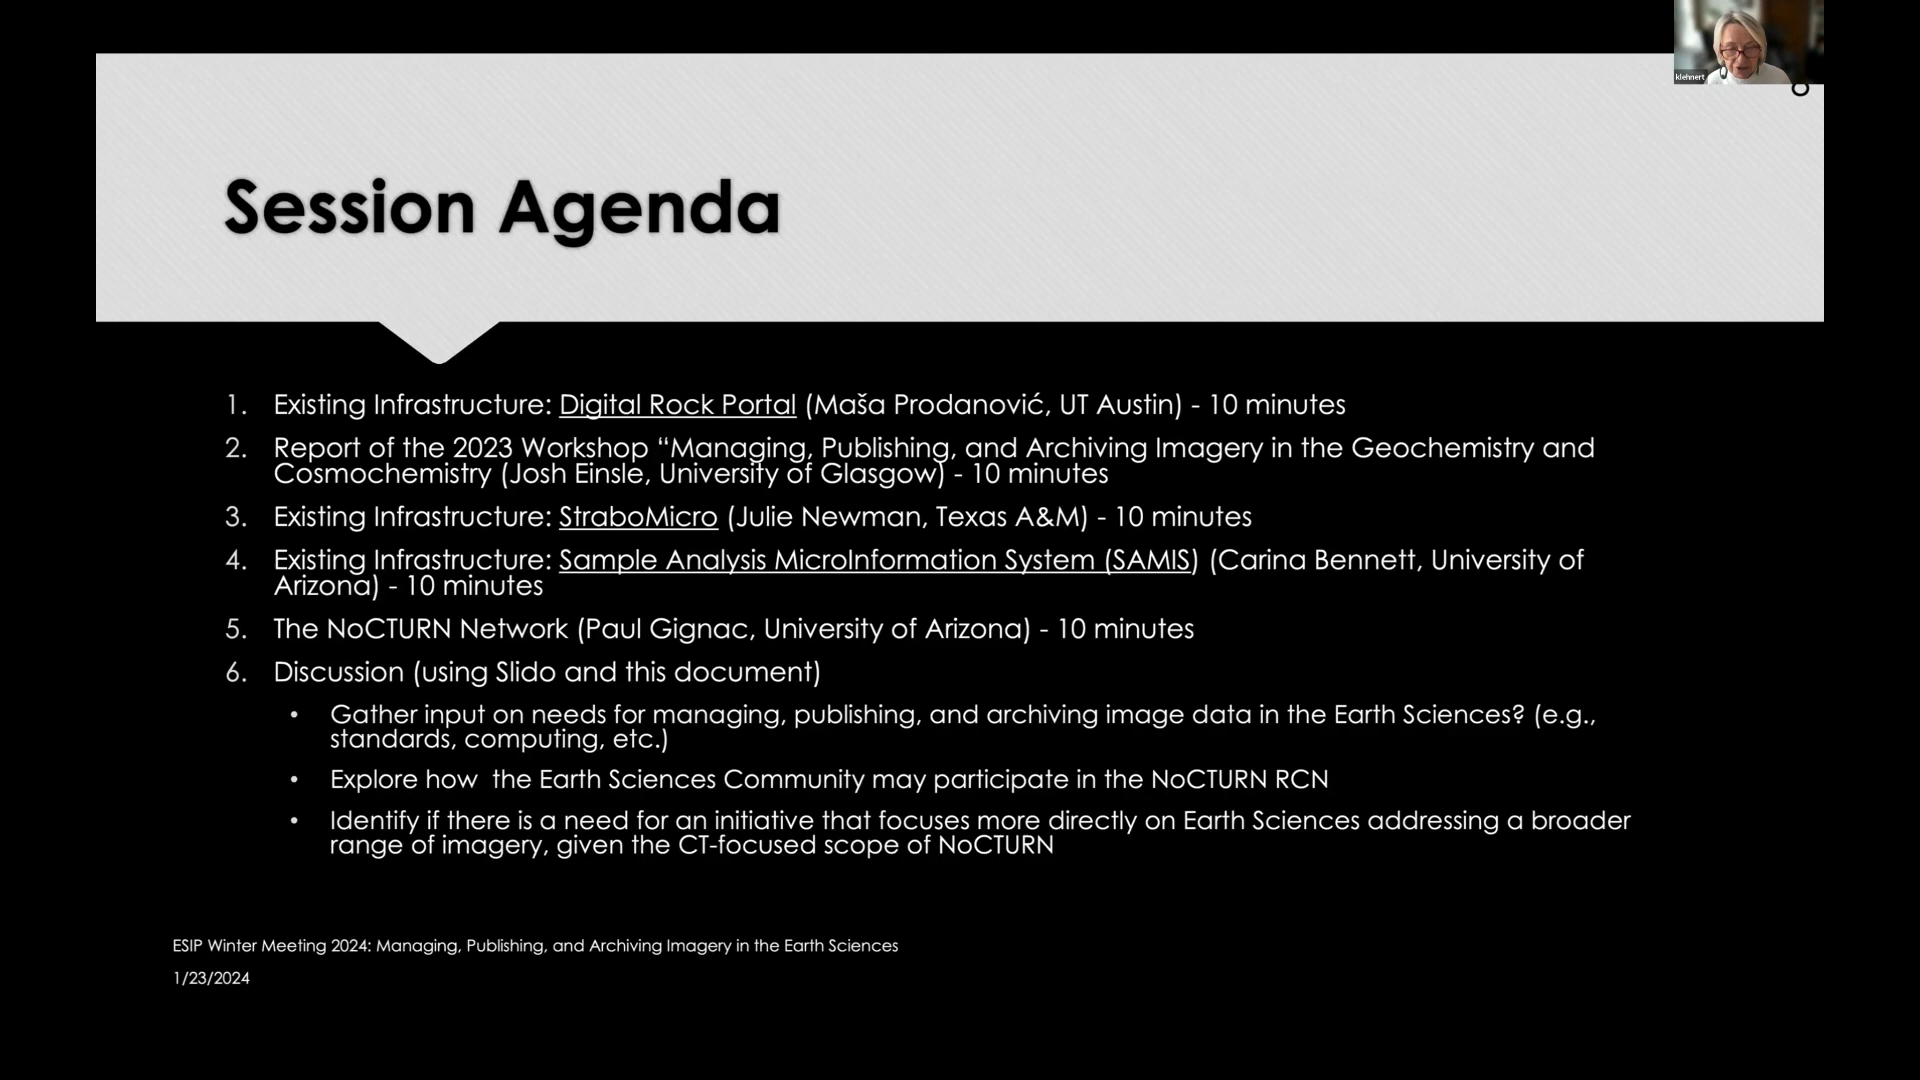 klehnert
Session Agenda
1. Existing Infrastructure: Digital Rock Portal (Maša Prodanović, UT Austin) - 10 minutes
2. Report of the 2023 Workshop “Managing, Publishing, and Archiving Imagery in the Geochemistry and
Cosmochemistry (Josh Einsle, University of Glasgow) - 10 minutes
3. Existing Infrastructure: StraboMicro (Julie Newman, Texas A&M) - 10 minutes
4. Existing Infrastructure: Sample Analysis MicroInformation System (SAMIS) (Carina Bennett, University of
Arizona) - 10 minutes
5. The NoCTURN Network (Paul Gignac, University of Arizona) - 10 minutes
6. Discussion (using Slido and this document)
• Gather input on needs for managing, publishing, and archiving image data in the Earth Sciences? (e.g.,
standards, computing, etc.)
• Explore how  the Earth Sciences Community may participate in the NoCTURN RCN
• Identify if there is a need for an initiative that focuses more directly on Earth Sciences addressing a broader
range of imagery, given the CT-focused scope of NoCTURN
ESIP Winter Meeting 2024: Managing, Publishing, and Archiving Imagery in the Earth Sciences
1/23/2024